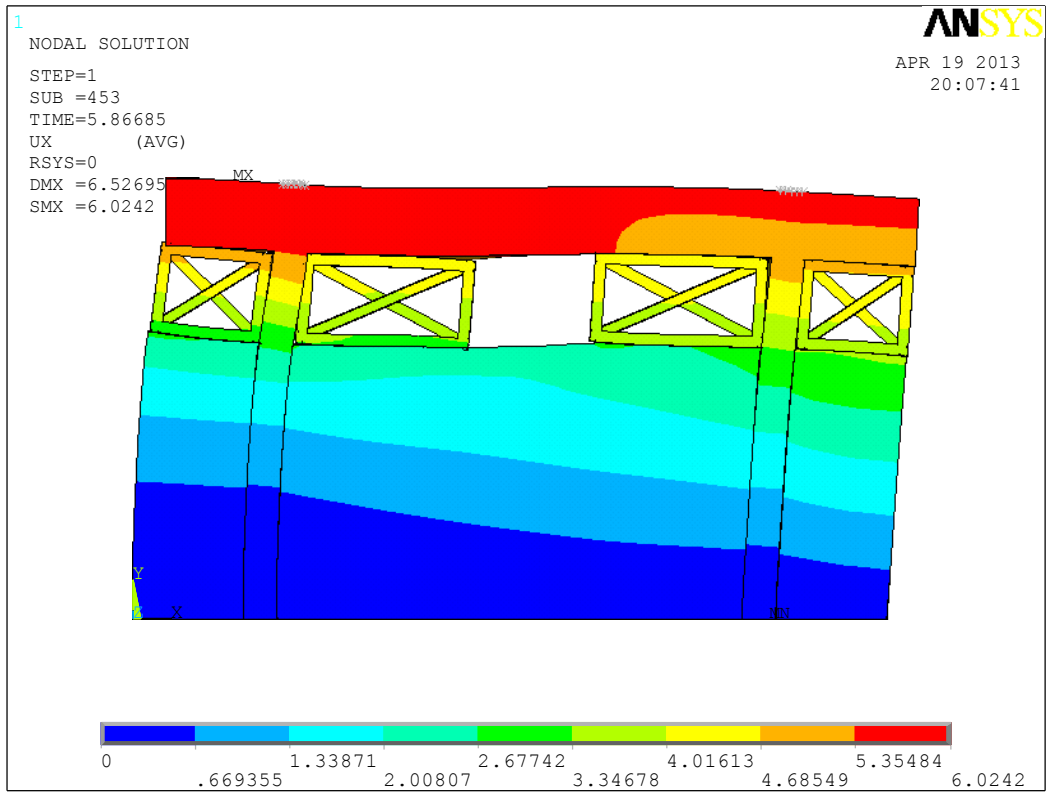 1
ANSYS
NODAL SOLUTION
APR 19 2013
20:07:41
STEP=1
SUB =453
TIME=5.86685
UX (AVG)
RSYS=0
DMX =6.52695
SMX =6.0242
MX
Y
Z X
MN
0 1.33871 2.67742 4.01613 5.35484
.669355 2.00807 3.34678 4.68549 6.0242